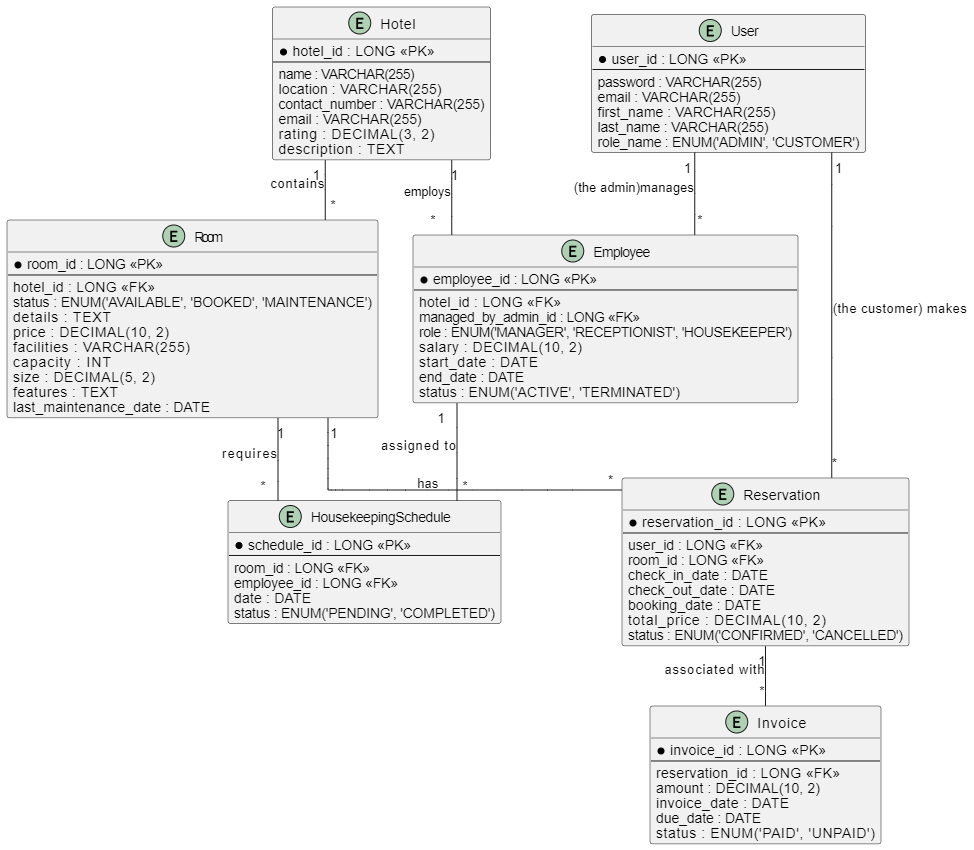 E Hotel
hotel_id : LONG «PK»
name : VARCHAR(255)
location : VARCHAR(255)
contact_number : VARCHAR(255)
email : VARCHAR(255)
rating : DECIMAL(3, 2)
description : TEXT
E User
user_id : LONG «PK»
password : VARCHAR(255)
email : VARCHAR(255)
first_name : VARCHAR(255)
last_name : VARCHAR(255)
role_name : ENUM('ADMIN', 'CUSTOMER')
1
contains
*
1
employs
*
1
(the admin)manages
*
1
(the customer) makes
*
E Room
room_id : LONG «PK»
hotel_id : LONG «FK»
status : ENUM('AVAILABLE', 'BOOKED', 'MAINTENANCE')
details : TEXT
price : DECIMAL(10, 2)
facilities : VARCHAR(255)
capacity : INT
size : DECIMAL(5, 2)
features : TEXT
last_maintenance_date : DATE
E Employee
employee_id : LONG «PK»
hotel_id : LONG «FK»
managed_by_admin_id : LONG «FK»
role : ENUM('MANAGER', 'RECEPTIONIST', 'HOUSEKEEPER')
salary : DECIMAL(10, 2)
start_date : DATE
end_date : DATE
status : ENUM('ACTIVE', 'TERMINATED')
1
requires
*
1
has
*
1
assigned to
*
E HousekeepingSchedule
schedule_id : LONG «PK»
room_id : LONG «FK»
employee_id : LONG «FK»
date : DATE
status : ENUM('PENDING', 'COMPLETED')
E Reservation
reservation_id : LONG «PK»
user_id : LONG «FK»
room_id : LONG «FK»
check_in_date : DATE
check_out_date : DATE
booking_date : DATE
total_price : DECIMAL(10, 2)
status : ENUM('CONFIRMED', 'CANCELLED')
1
associated with
*
E Invoice
invoice_id : LONG «PK»
reservation_id : LONG «FK»
amount : DECIMAL(10, 2)
invoice_date : DATE
due_date : DATE
status : ENUM('PAID', 'UNPAID')